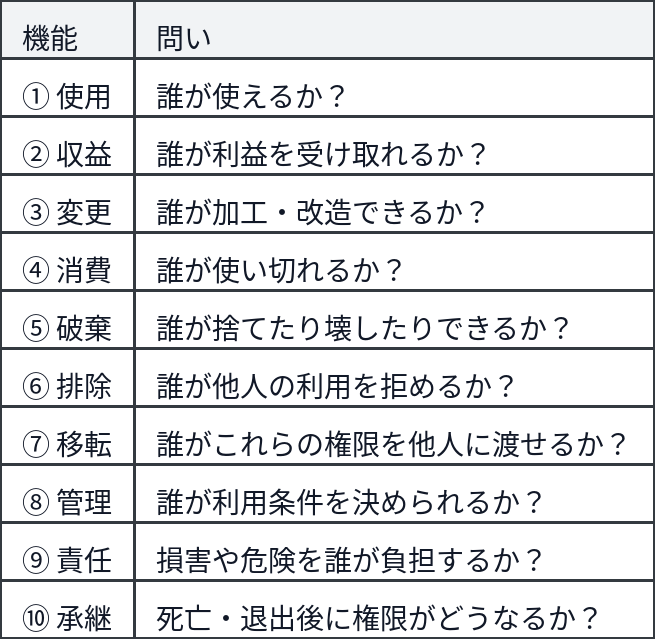 機能 問い
① 使用 誰が使えるか？
② 収益 誰が利益を受け取れるか？
③ 変更 誰が加工・改造できるか？
④ 消費 誰が使い切れるか？
⑤ 破棄 誰が捨てたり壊したりできるか？
⑥ 排除 誰が他人の利用を拒めるか？
⑦ 移転 誰がこれらの権限を他人に渡せるか？
⑧ 管理 誰が利用条件を決められるか？
⑨ 責任 損害や危険を誰が負担するか？
⑩ 承継 死亡・退出後に権限がどうなるか？